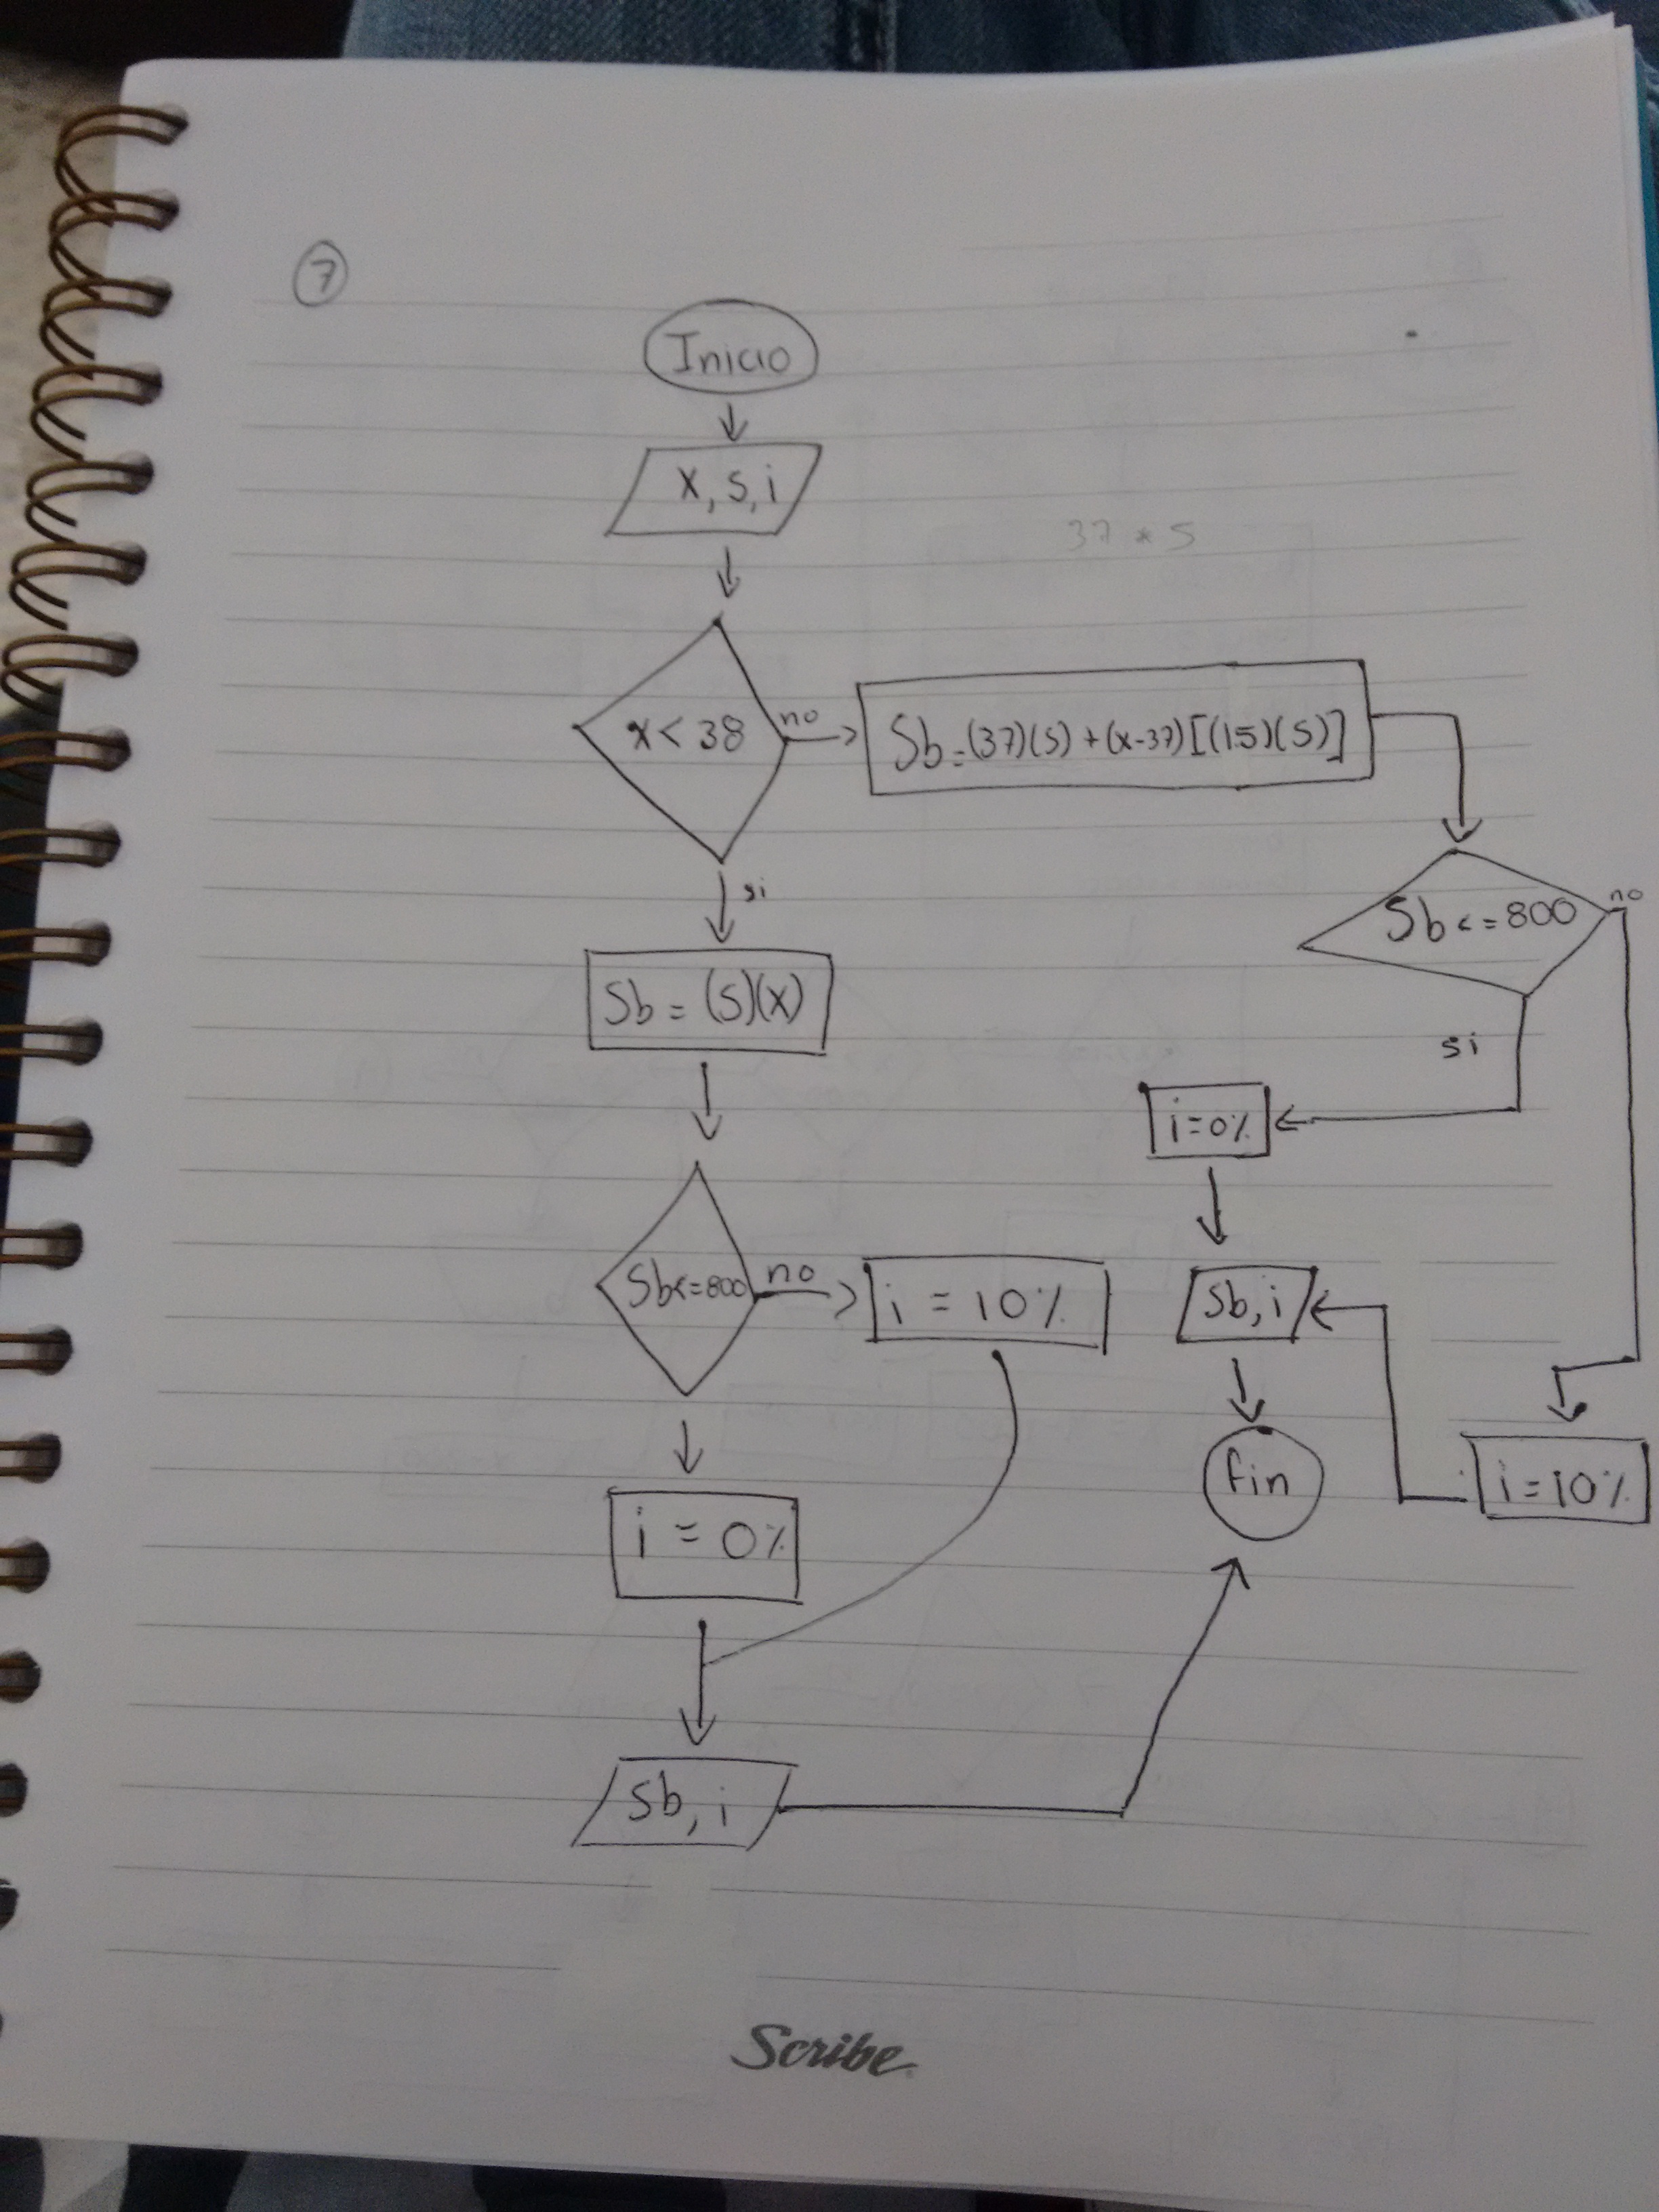 7
Inicio
x, s, i
37 * S
x < 38
no
Sb = (37)(s) + (x-37)[(1.5)(s)]
si
Sb <= 800
no
Sb = (s)(x)
si
i = 0%
Sb <= 800
no
i = 10%
Sb, i
fin
i = 10%
i = 0%
Sb, i
Scribe